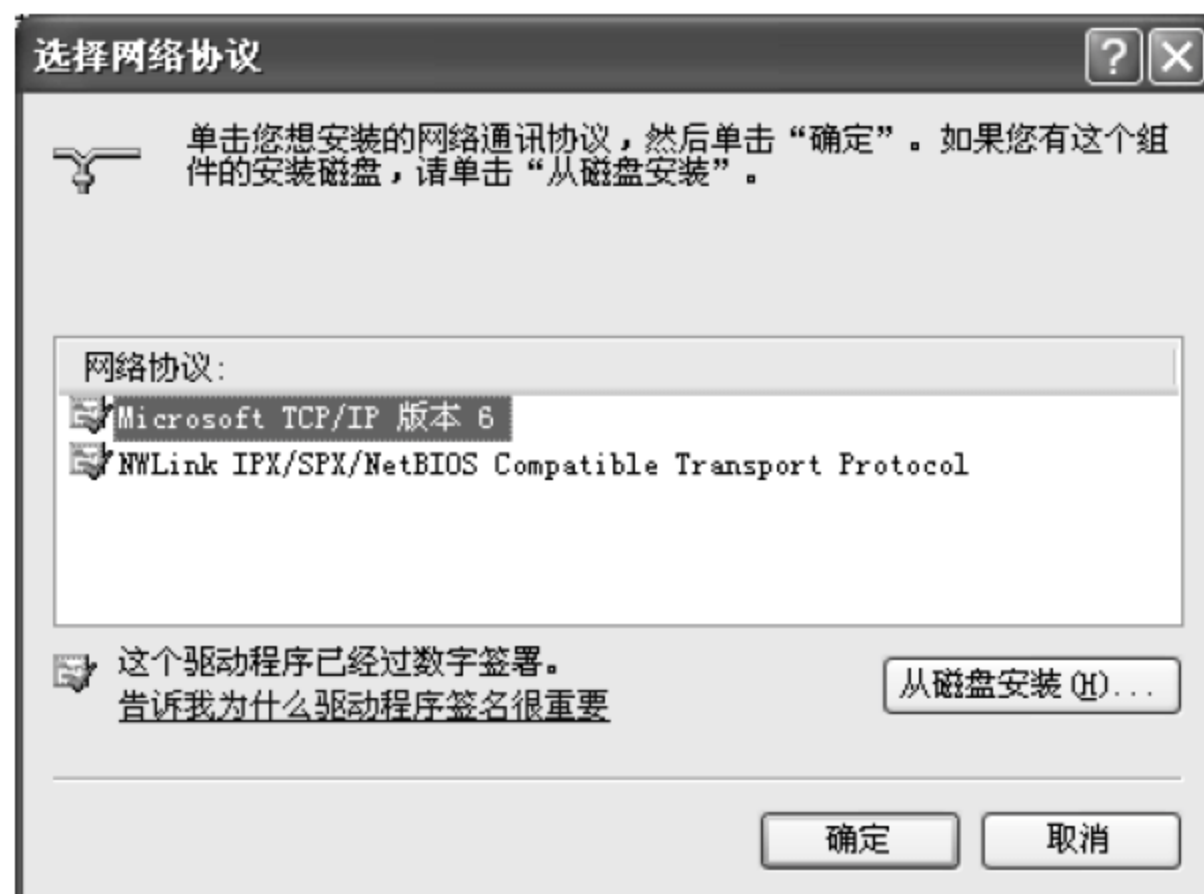 选择网络协议
单击您想安装的网络通讯协议，然后单击“确定”。如果您有这个组
件的安装磁盘，请单击“从磁盘安装”。
网络协议:
Microsoft TCP/IP 版本 6
NWLink IPX/SPX/NetBIOS Compatible Transport Protocol
这个驱动程序已经过数字签署。
告诉我为什么驱动程序签名很重要
从磁盘安装(H)...
确定
取消